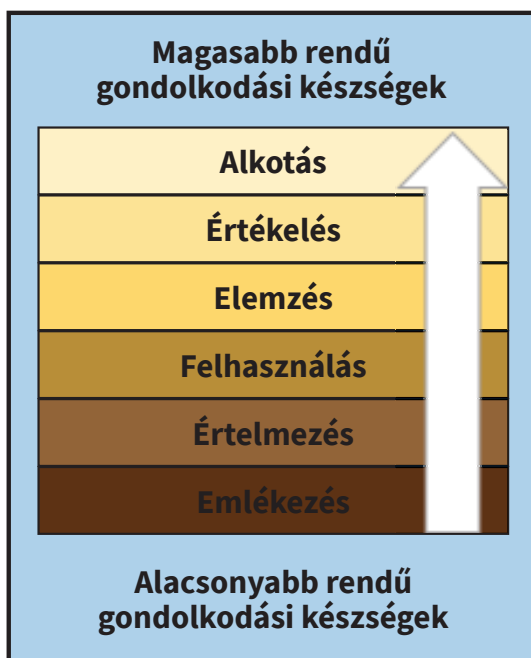 Magasabb rendű
gondolkodási készségek
Alkotás
Értékelés
Elemzés
Felhasználás
Értelmezés
Emlékezés
Alacsonyabb rendű
gondolkodási készségek